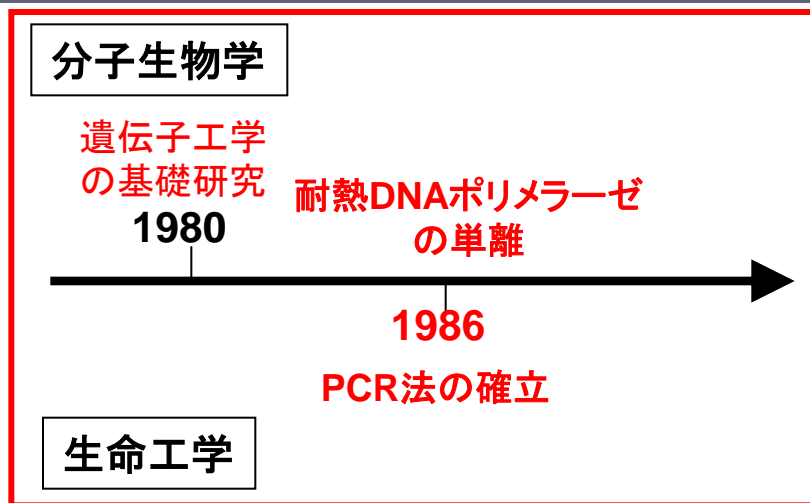 分子生物学
遺伝子工学
の基礎研究
1980
耐熱DNAポリメラーゼ
の単離
1986
PCR法の確立
生命工学